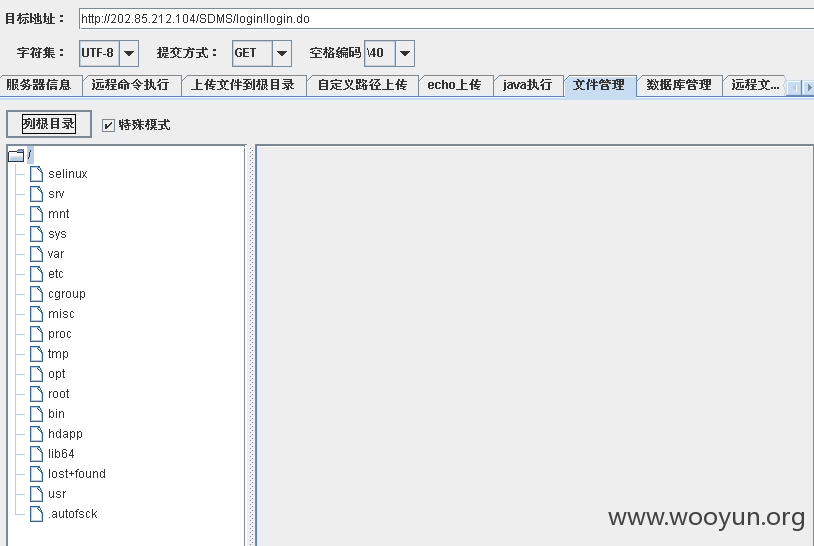 目标地址： http://202.85.212.104/SDMS/login!login.do
字符集： UTF-8 提交方式： GET 空格编码 \40
服务器信息 远程命令执行 上传文件到根目录 自定义路径上传 echo上传 java执行 文件管理 数据库管理 远程文...
列根目录 特殊模式
/
selinux
srv
mnt
sys
var
etc
cgroup
misc
proc
tmp
opt
root
bin
hdapp
lib64
lost+found
usr
.autofsck
www.wooyun.org